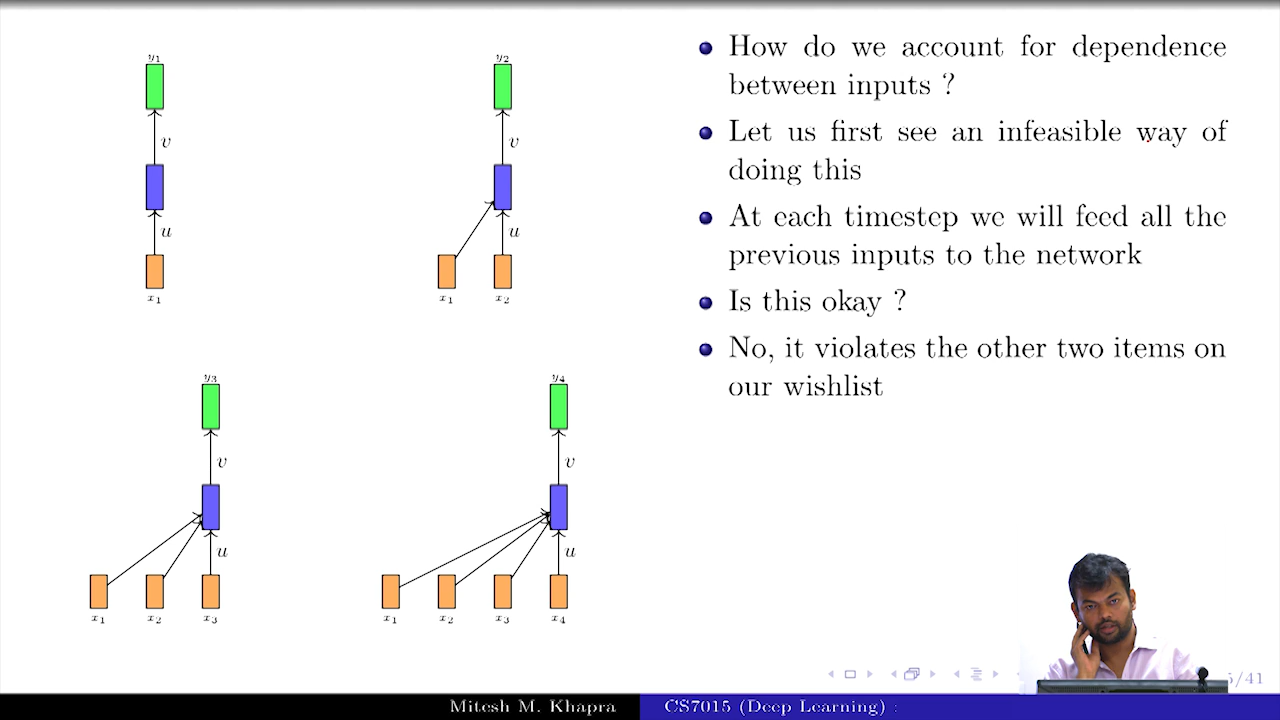 y1
y2
v
v
u
u
x1
x1
x2
y3
y4
v
v
u
u
x1
x2
x3
x1
x2
x3
x4
How do we account for dependence
between inputs ?
Let us first see an infeasible way of
doing this
At each timestep we will feed all the
previous inputs to the network
Is this okay ?
No, it violates the other two items on
our wishlist
/41
Mitesh M. Khapra
CS7015 (Deep Learning) :